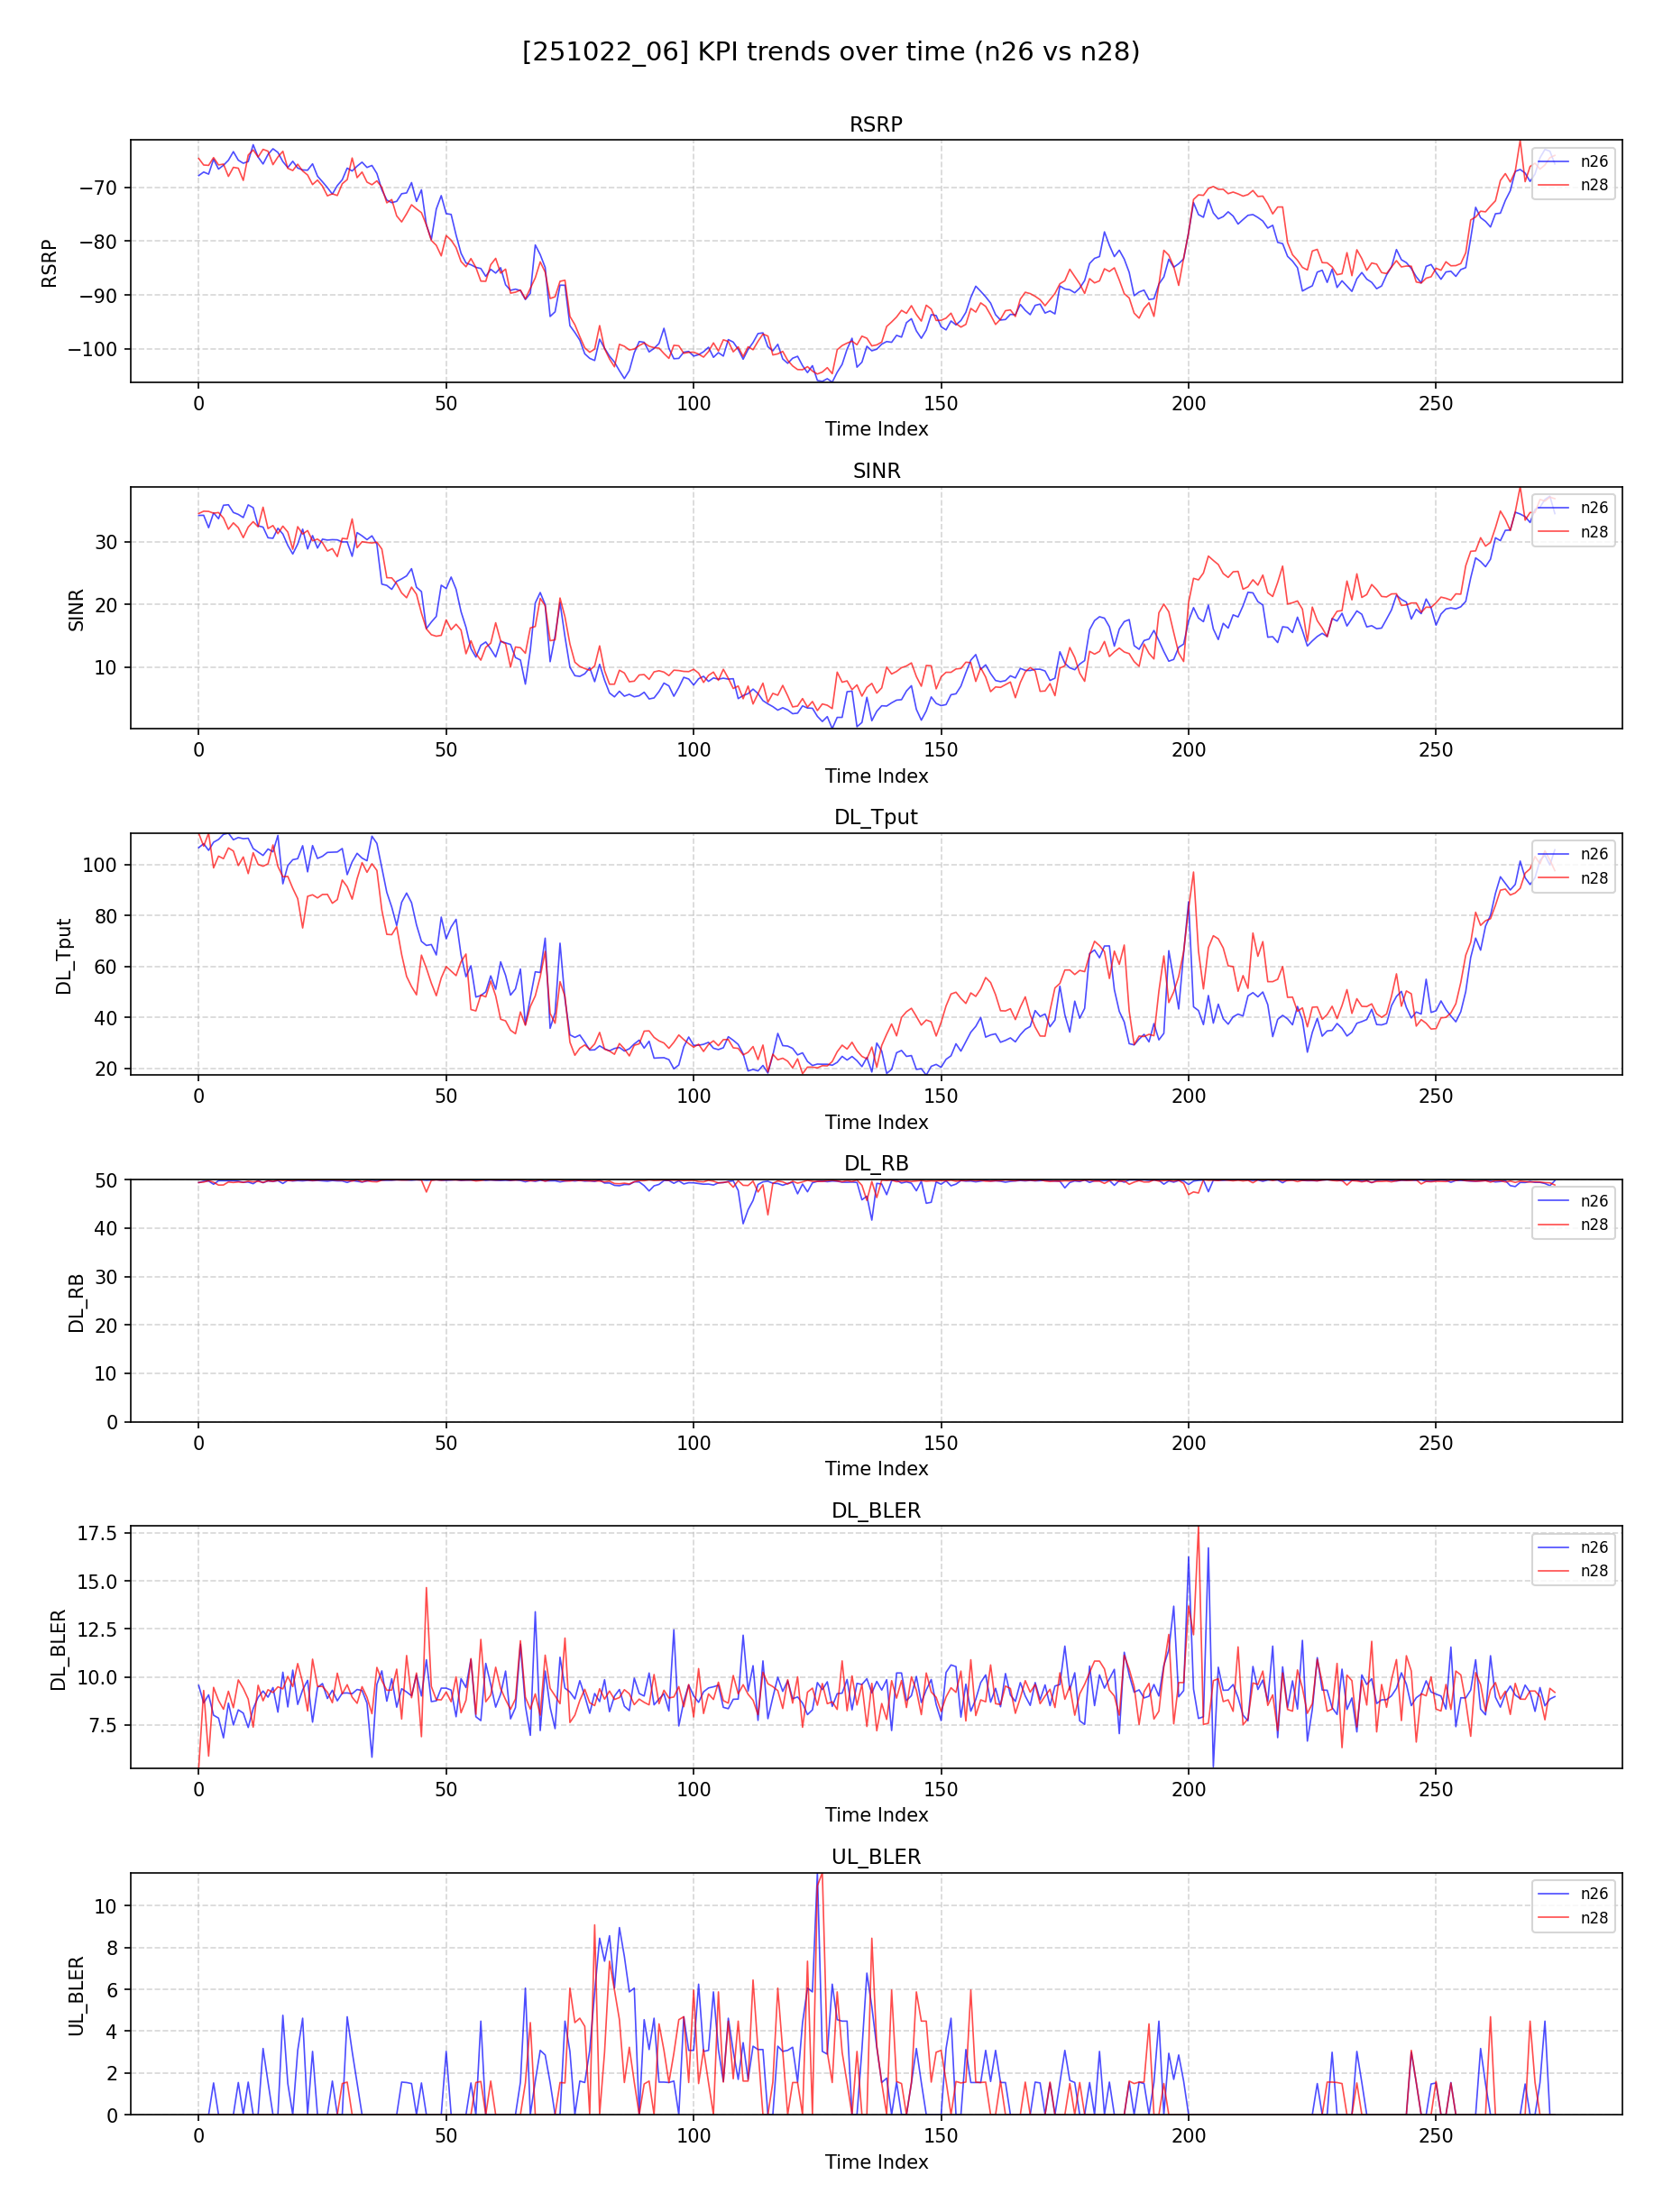 [251022_06] KPI trends over time (n26 vs n28)
RSRP
n26
n28
−70
−80
−90
−100
RSRP
0 50 100 150 200 250
Time Index
SINR
n26
n28
30
20
10
SINR
0 50 100 150 200 250
Time Index
DL_Tput
n26
n28
100
80
60
40
20
DL_Tput
0 50 100 150 200 250
Time Index
DL_RB
n26
n28
50
40
30
20
10
0
DL_RB
0 50 100 150 200 250
Time Index
DL_BLER
n26
n28
17.5
15.0
12.5
10.0
7.5
DL_BLER
0 50 100 150 200 250
Time Index
UL_BLER
n26
n28
10
8
6
4
2
0
UL_BLER
0 50 100 150 200 250
Time Index